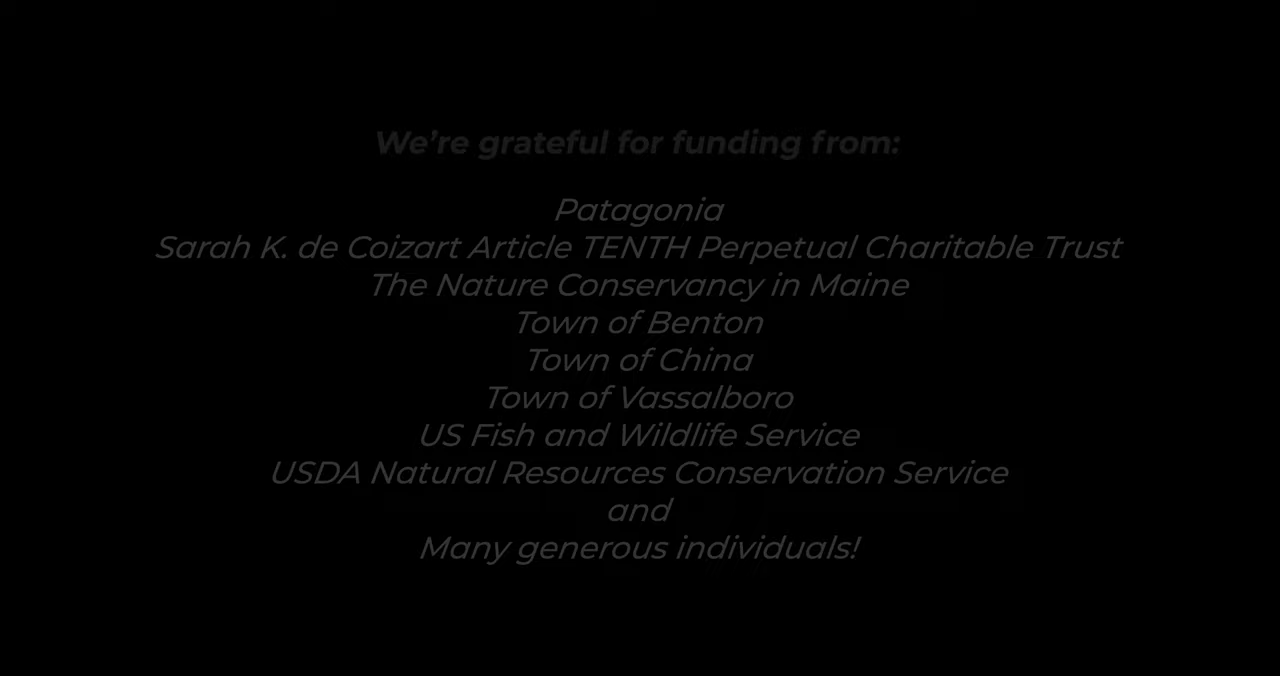 We’re grateful for funding from:
Patagonia
Sarah K. de Coizart Article TENTH Perpetual Charitable Trust
The Nature Conservancy in Maine
Town of Benton
Town of China
Town of Vassalboro
US Fish and Wildlife Service
USDA Natural Resources Conservation Service
and
Many generous individuals!